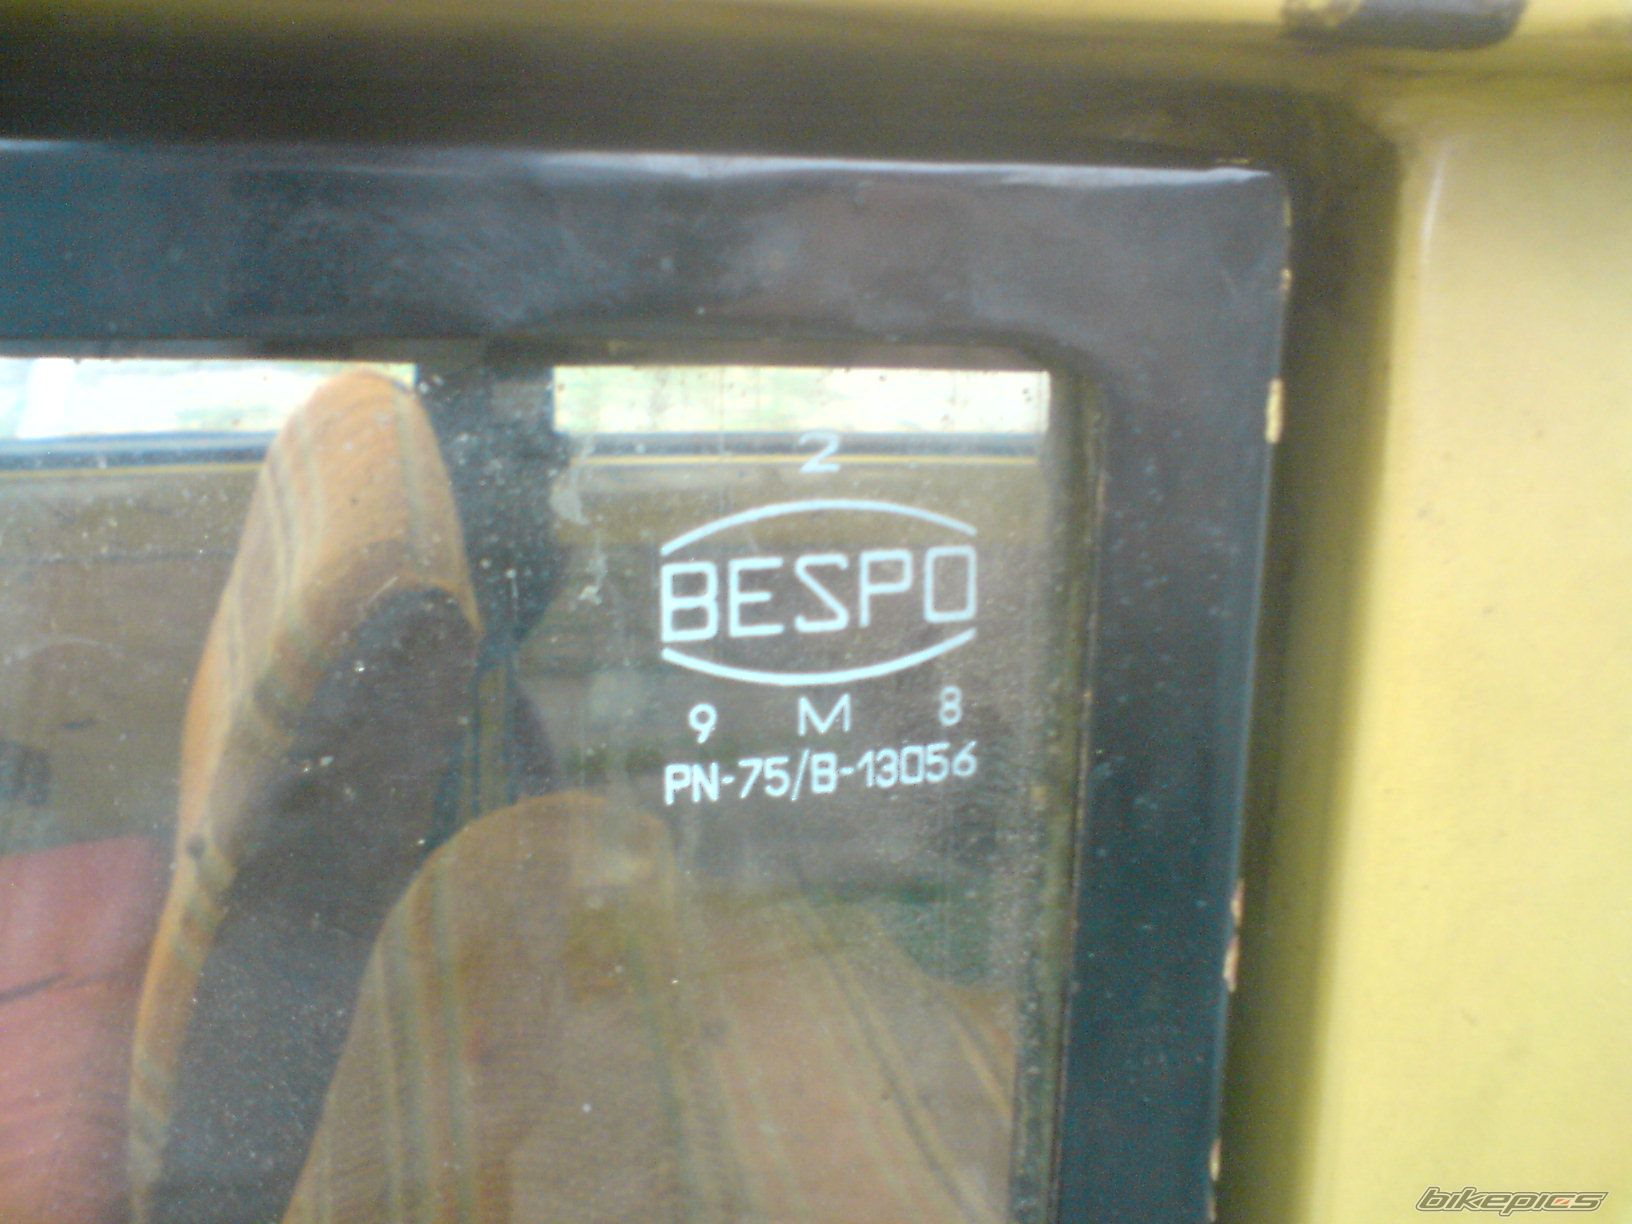 2
BESPO
9 M 8
PN-75/B-13056
bikepics